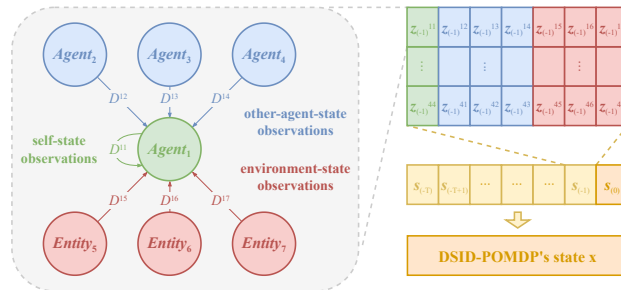 Agent₂
Agent₃
Agent₄
D¹²
D¹³
D¹⁴
other-agent-state
observations
self-state
observations
D¹¹
Agent₁
environment-state
observations
D¹⁵
D¹⁶
D¹⁷
Entity₅
Entity₆
Entity₇
z₍₋₁₎¹¹ z₍₋₁₎¹² z₍₋₁₎¹³ z₍₋₁₎¹⁴ z₍₋₁₎¹⁵ z₍₋₁₎¹⁶
⋮ ⋮ ⋮
z₍₋₁₎⁴⁴ z₍₋₁₎⁴¹ z₍₋₁₎⁴² z₍₋₁₎⁴³ z₍₋₁₎⁴⁵ z₍₋₁₎⁴⁶
s₍₋T₎ s₍₋T₊₁₎ ... ... ... s₍₋₁₎ s₍₀₎
DSID-POMDP's state x